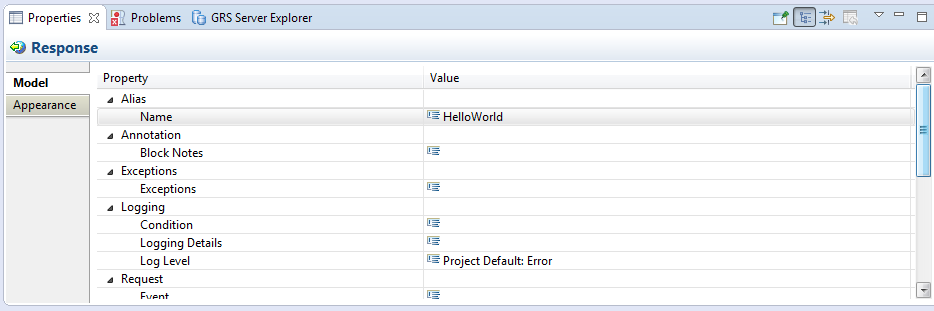 Properties Problems GRS Server Explorer
Response
Model
Appearance
Property Value
Alias
Name HelloWorld
Annotation
Block Notes
Exceptions
Exceptions
Logging
Condition
Logging Details
Log Level Project Default: Error
Request
Event